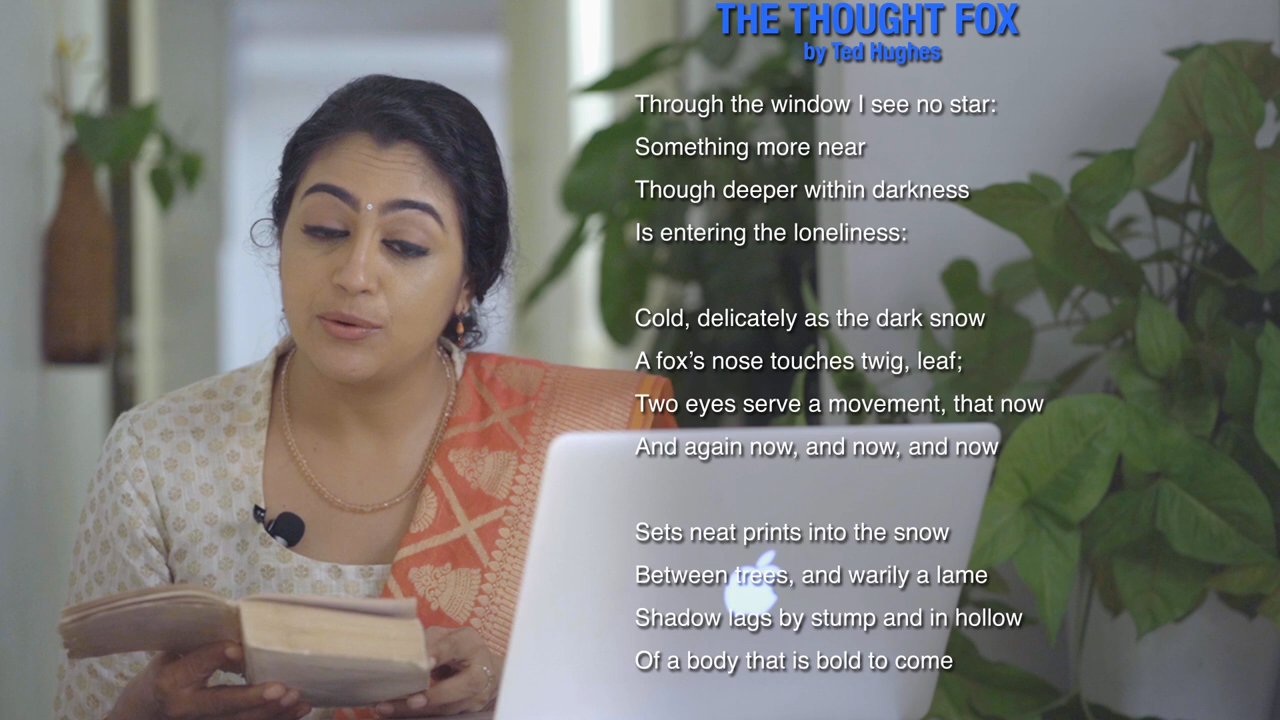 THE THOUGHT FOX
by Ted Hughes
Through the window I see no star:
Something more near
Though deeper within darkness
Is entering the loneliness:
Cold, delicately as the dark snow
A fox’s nose touches twig, leaf;
Two eyes serve a movement, that now
And again now, and now, and now
Sets neat prints into the snow
Between trees, and warily a lame
Shadow lags by stump and in hollow
Of a body that is bold to come